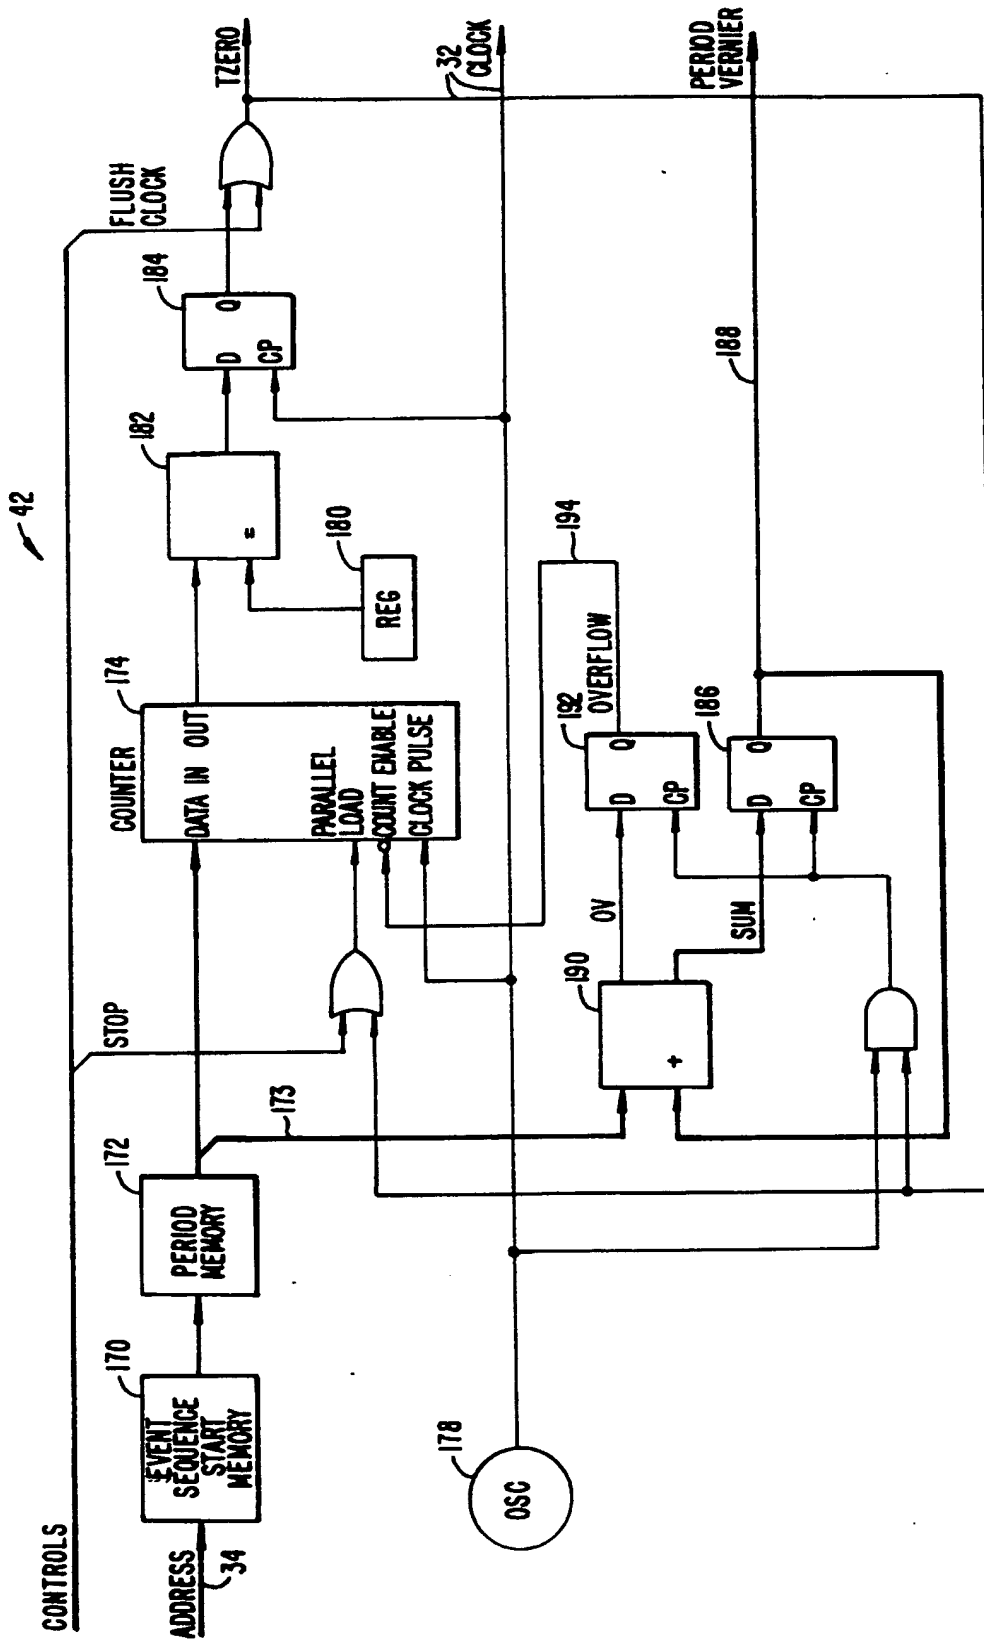 42
CONTROLS
ADDRESS
34
170
EVENT
SEQUENCE
START
MEMORY
172
PERIOD
MEMORY
173
STOP
COUNTER
174
DATA IN OUT
PARALLEL
LOAD
COUNT ENABLE
CLOCK PULSE
182
=
180
REG
184
D Q
CP
FLUSH
CLOCK
TZERO
32
CLOCK
178
OSC
190
+
OV
SUM
192
D Q
CP
OVERFLOW
194
186
D Q
CP
188
PERIOD
VERNIER